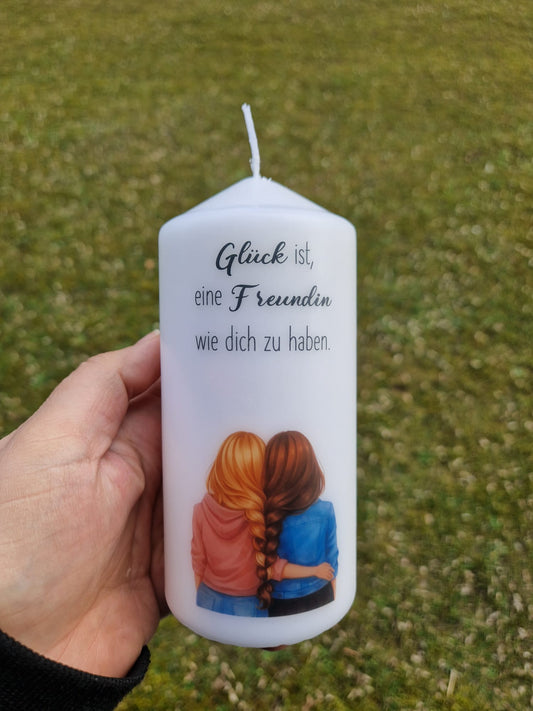 Glück ist,
eine Freundin
wie dich zu haben.